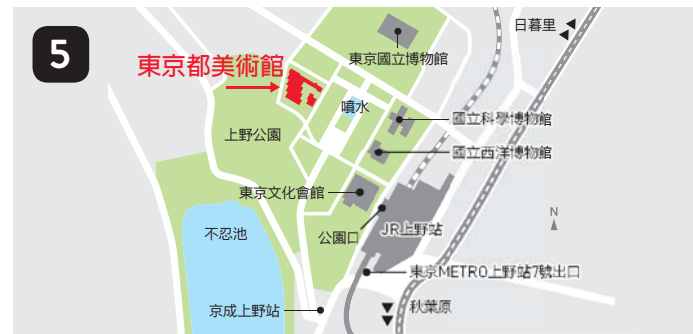 5
日暮里
東京都美術館
東京國立博物館
噴水
國立科學博物館
上野公園
國立西洋博物館
東京文化會館
N
不忍池
公園口
JR上野站
東京METRO上野站7號出口
京成上野站
秋葉原